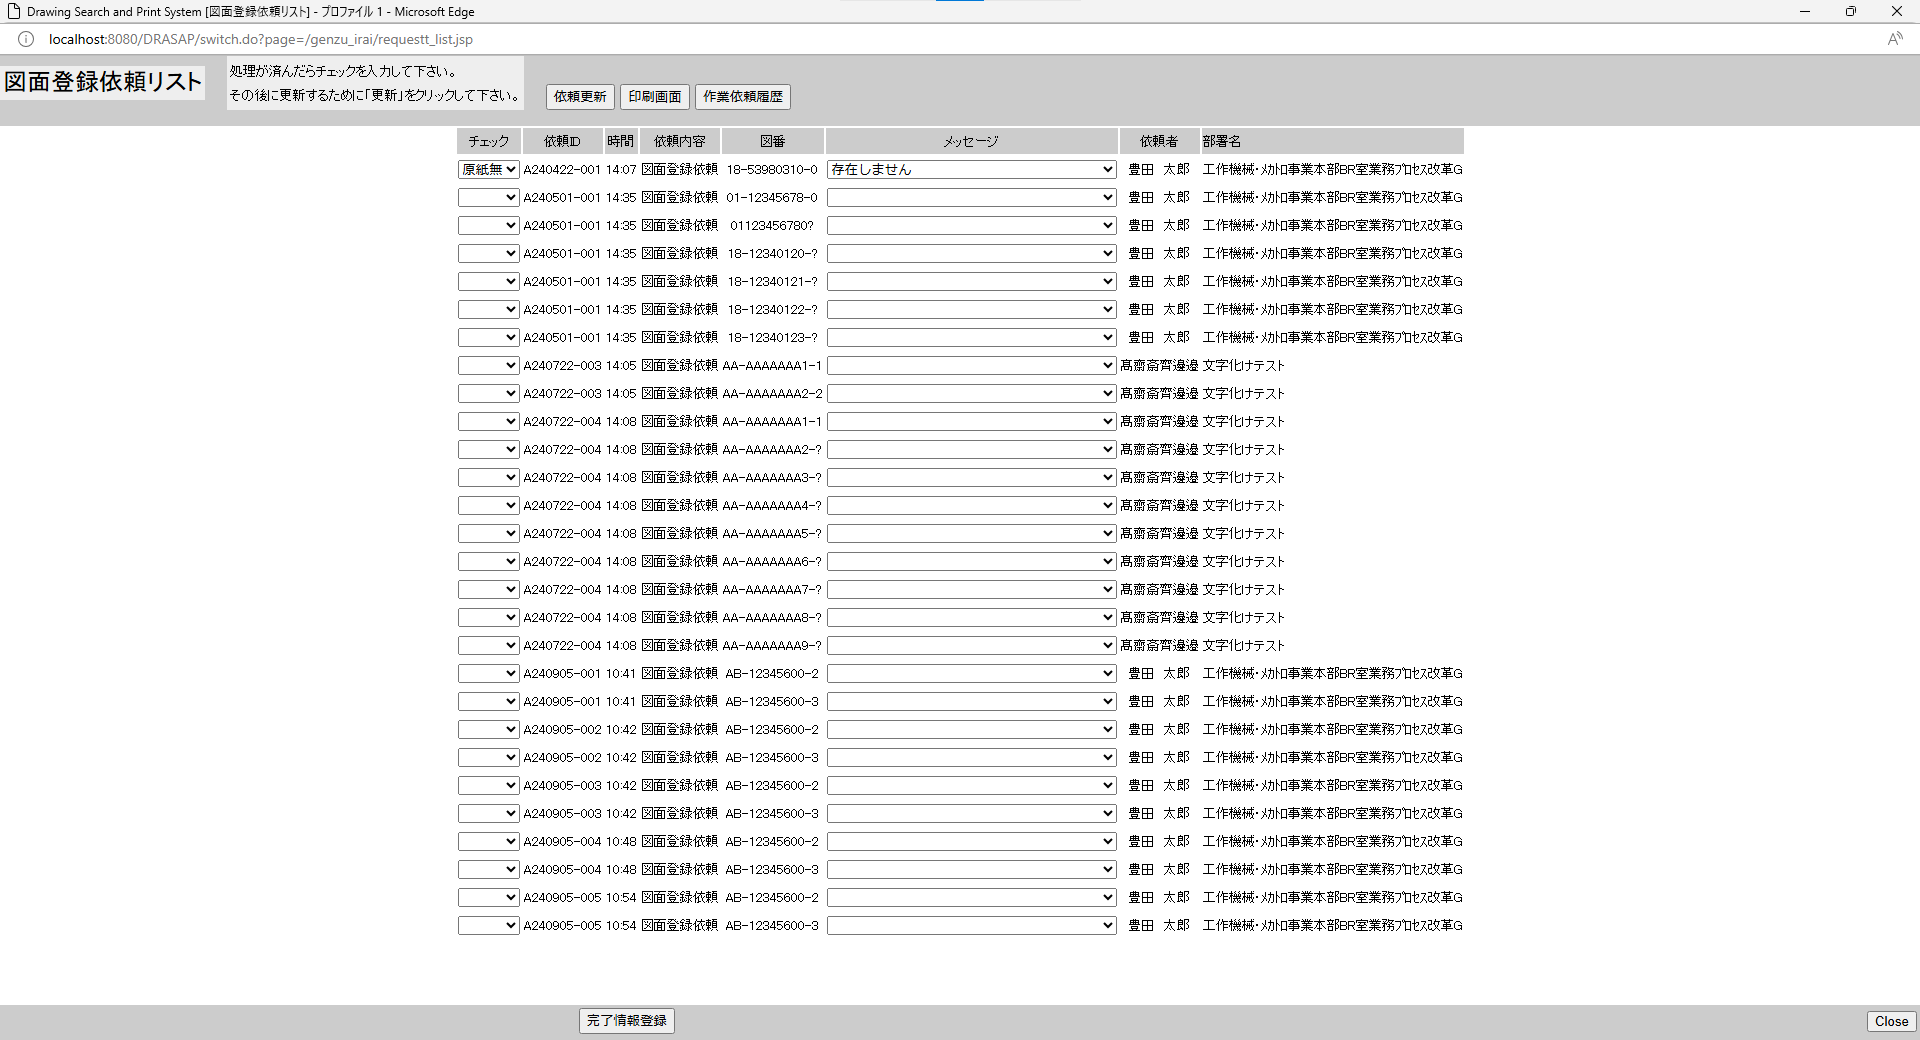 Drawing Search and Print System [図面登録依頼リスト] - プロファイル 1 - Microsoft Edge
localhost:8080/DRASAP/switch.do?page=/genzu_irai/requestt_list.jsp
図面登録依頼リスト
処理が済んだらチェックを入力して下さい。
その後に更新するために「更新」をクリックして下さい。
依頼更新 印刷画面 作業依頼履歴
チェック 依頼ID 時間 依頼内容 図番 メッセージ 依頼者 部署名
原紙無 A240422-001 14:07 図面登録依頼 18-53980310-0 存在しません 豊田 太郎 工作機械・ﾒｶﾄﾛ事業本部BR室業務ﾌﾟﾛｾｽ改革G
A240501-001 14:35 図面登録依頼 01-12345678-0 豊田 太郎 工作機械・ﾒｶﾄﾛ事業本部BR室業務ﾌﾟﾛｾｽ改革G
A240501-001 14:35 図面登録依頼 01123456780? 豊田 太郎 工作機械・ﾒｶﾄﾛ事業本部BR室業務ﾌﾟﾛｾｽ改革G
A240501-001 14:35 図面登録依頼 18-12340120-? 豊田 太郎 工作機械・ﾒｶﾄﾛ事業本部BR室業務ﾌﾟﾛｾｽ改革G
A240501-001 14:35 図面登録依頼 18-12340121-? 豊田 太郎 工作機械・ﾒｶﾄﾛ事業本部BR室業務ﾌﾟﾛｾｽ改革G
A240501-001 14:35 図面登録依頼 18-12340122-? 豊田 太郎 工作機械・ﾒｶﾄﾛ事業本部BR室業務ﾌﾟﾛｾｽ改革G
A240501-001 14:35 図面登録依頼 18-12340123-? 豊田 太郎 工作機械・ﾒｶﾄﾛ事業本部BR室業務ﾌﾟﾛｾｽ改革G
A240722-003 14:05 図面登録依頼 AA-AAAAAAA1-1 髙齋斎齊邉邊 文字化けテスト
A240722-003 14:05 図面登録依頼 AA-AAAAAAA2-2 髙齋斎齊邉邊 文字化けテスト
A240722-004 14:08 図面登録依頼 AA-AAAAAAA1-1 髙齋斎齊邉邊 文字化けテスト
A240722-004 14:08 図面登録依頼 AA-AAAAAAA2-? 髙齋斎齊邉邊 文字化けテスト
A240722-004 14:08 図面登録依頼 AA-AAAAAAA3-? 髙齋斎齊邉邊 文字化けテスト
A240722-004 14:08 図面登録依頼 AA-AAAAAAA4-? 髙齋斎齊邉邊 文字化けテスト
A240722-004 14:08 図面登録依頼 AA-AAAAAAA5-? 髙齋斎齊邉邊 文字化けテスト
A240722-004 14:08 図面登録依頼 AA-AAAAAAA6-? 髙齋斎齊邉邊 文字化けテスト
A240722-004 14:08 図面登録依頼 AA-AAAAAAA7-? 髙齋斎齊邉邊 文字化けテスト
A240722-004 14:08 図面登録依頼 AA-AAAAAAA8-? 髙齋斎齊邉邊 文字化けテスト
A240722-004 14:08 図面登録依頼 AA-AAAAAAA9-? 髙齋斎齊邉邊 文字化けテスト
A240905-001 10:41 図面登録依頼 AB-12345600-2 豊田 太郎 工作機械・ﾒｶﾄﾛ事業本部BR室業務ﾌﾟﾛｾｽ改革G
A240905-001 10:41 図面登録依頼 AB-12345600-3 豊田 太郎 工作機械・ﾒｶﾄﾛ事業本部BR室業務ﾌﾟﾛｾｽ改革G
A240905-002 10:42 図面登録依頼 AB-12345600-2 豊田 太郎 工作機械・ﾒｶﾄﾛ事業本部BR室業務ﾌﾟﾛｾｽ改革G
A240905-002 10:42 図面登録依頼 AB-12345600-3 豊田 太郎 工作機械・ﾒｶﾄﾛ事業本部BR室業務ﾌﾟﾛｾｽ改革G
A240905-003 10:42 図面登録依頼 AB-12345600-2 豊田 太郎 工作機械・ﾒｶﾄﾛ事業本部BR室業務ﾌﾟﾛｾｽ改革G
A240905-003 10:42 図面登録依頼 AB-12345600-3 豊田 太郎 工作機械・ﾒｶﾄﾛ事業本部BR室業務ﾌﾟﾛｾｽ改革G
A240905-004 10:48 図面登録依頼 AB-12345600-2 豊田 太郎 工作機械・ﾒｶﾄﾛ事業本部BR室業務ﾌﾟﾛｾｽ改革G
A240905-004 10:48 図面登録依頼 AB-12345600-3 豊田 太郎 工作機械・ﾒｶﾄﾛ事業本部BR室業務ﾌﾟﾛｾｽ改革G
A240905-005 10:54 図面登録依頼 AB-12345600-2 豊田 太郎 工作機械・ﾒｶﾄﾛ事業本部BR室業務ﾌﾟﾛｾｽ改革G
A240905-005 10:54 図面登録依頼 AB-12345600-3 豊田 太郎 工作機械・ﾒｶﾄﾛ事業本部BR室業務ﾌﾟﾛｾｽ改革G
完了情報登録 Close